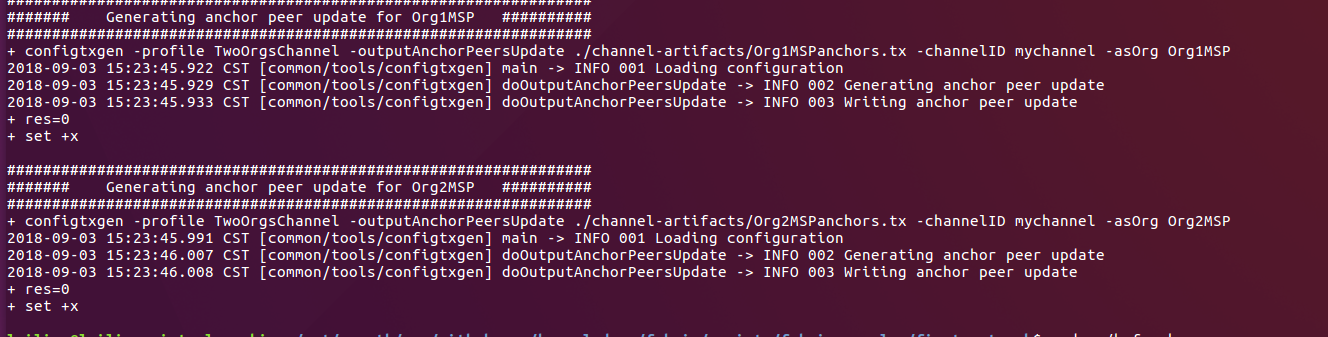 #################################################################
#######    Generating anchor peer update for Org1MSP   ##########
#################################################################
+ configtxgen -profile TwoOrgsChannel -outputAnchorPeersUpdate ./channel-artifacts/Org1MSPanchors.tx -channelID mychannel -asOrg Org1MSP
2018-09-03 15:23:45.922 CST [common/tools/configtxgen] main -> INFO 001 Loading configuration
2018-09-03 15:23:45.929 CST [common/tools/configtxgen] doOutputAnchorPeersUpdate -> INFO 002 Generating anchor peer update
2018-09-03 15:23:45.933 CST [common/tools/configtxgen] doOutputAnchorPeersUpdate -> INFO 003 Writing anchor peer update
+ res=0
+ set +x
#################################################################
#######    Generating anchor peer update for Org2MSP   ##########
#################################################################
+ configtxgen -profile TwoOrgsChannel -outputAnchorPeersUpdate ./channel-artifacts/Org2MSPanchors.tx -channelID mychannel -asOrg Org2MSP
2018-09-03 15:23:45.991 CST [common/tools/configtxgen] main -> INFO 001 Loading configuration
2018-09-03 15:23:46.007 CST [common/tools/configtxgen] doOutputAnchorPeersUpdate -> INFO 002 Generating anchor peer update
2018-09-03 15:23:46.008 CST [common/tools/configtxgen] doOutputAnchorPeersUpdate -> INFO 003 Writing anchor peer update
+ res=0
+ set +x